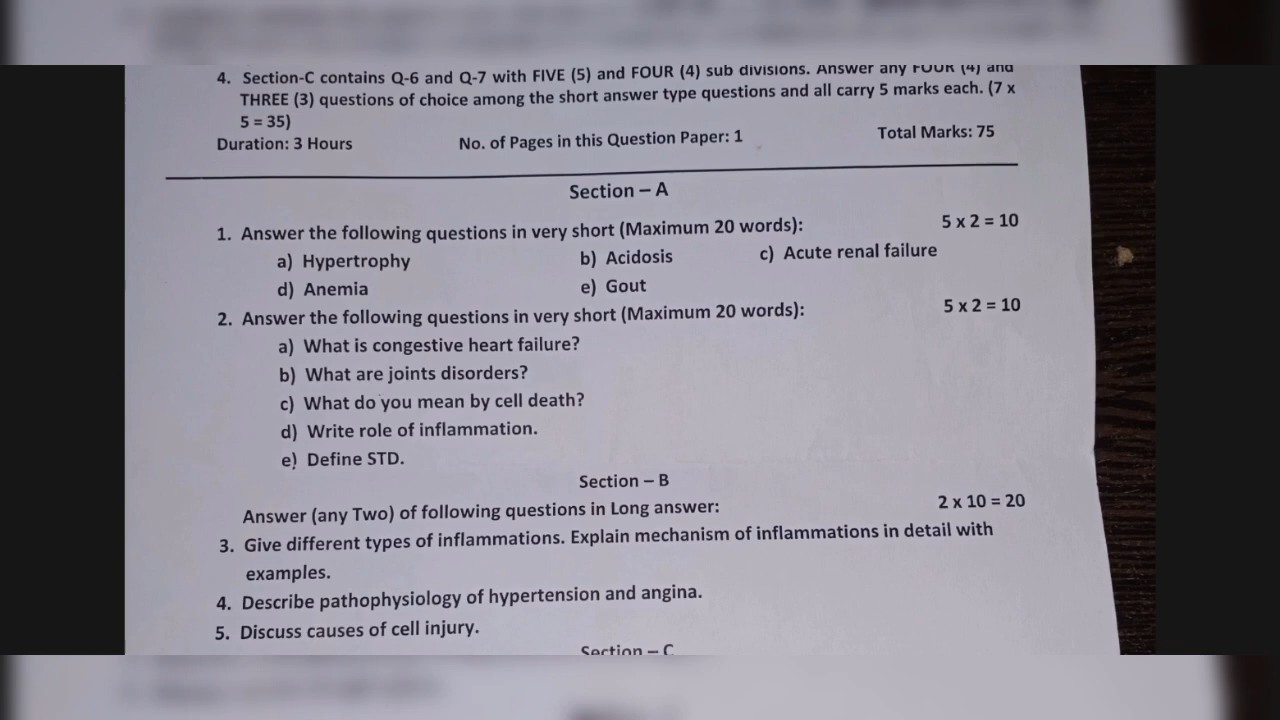 4. Section-C contains Q-6 and Q-7 with FIVE (5) and FOUR (4) sub divisions. Answer any FOUR (4) and
THREE (3) questions of choice among the short answer type questions and all carry 5 marks each. (7 x
5 = 35)
Duration: 3 Hours No. of Pages in this Question Paper: 1 Total Marks: 75
Section – A
1. Answer the following questions in very short (Maximum 20 words): 5 x 2 = 10
a) Hypertrophy b) Acidosis c) Acute renal failure
d) Anemia e) Gout
2. Answer the following questions in very short (Maximum 20 words): 5 x 2 = 10
a) What is congestive heart failure?
b) What are joints disorders?
c) What do you mean by cell death?
d) Write role of inflammation.
e) Define STD.
Section – B
Answer (any Two) of following questions in Long answer: 2 x 10 = 20
3. Give different types of inflammations. Explain mechanism of inflammations in detail with
examples.
4. Describe pathophysiology of hypertension and angina.
5. Discuss causes of cell injury.
Section – C